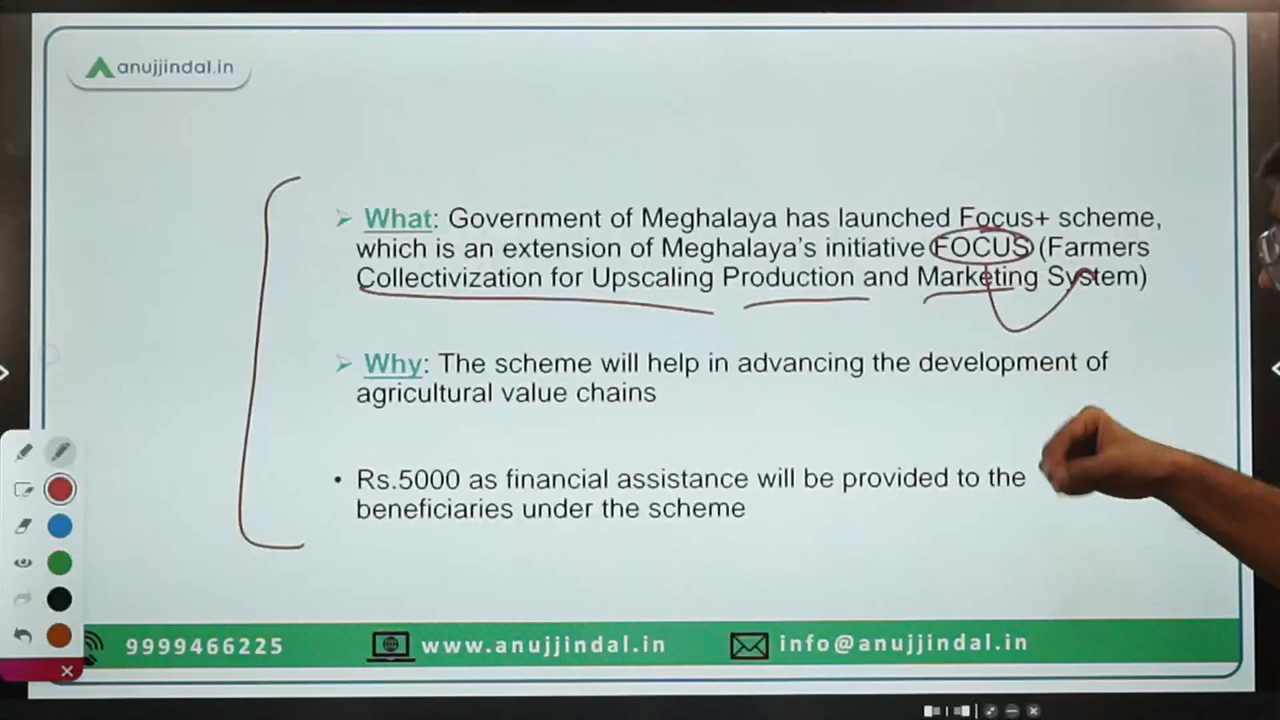 anujjindal.in
➢ What: Government of Meghalaya has launched Focus+ scheme,
which is an extension of Meghalaya's initiative FOCUS (Farmers
Collectivization for Upscaling Production and Marketing System)
➢ Why: The scheme will help in advancing the development of
agricultural value chains
• Rs.5000 as financial assistance will be provided to the
beneficiaries under the scheme
9999466225 www.anujjindal.in info@anujjindal.in